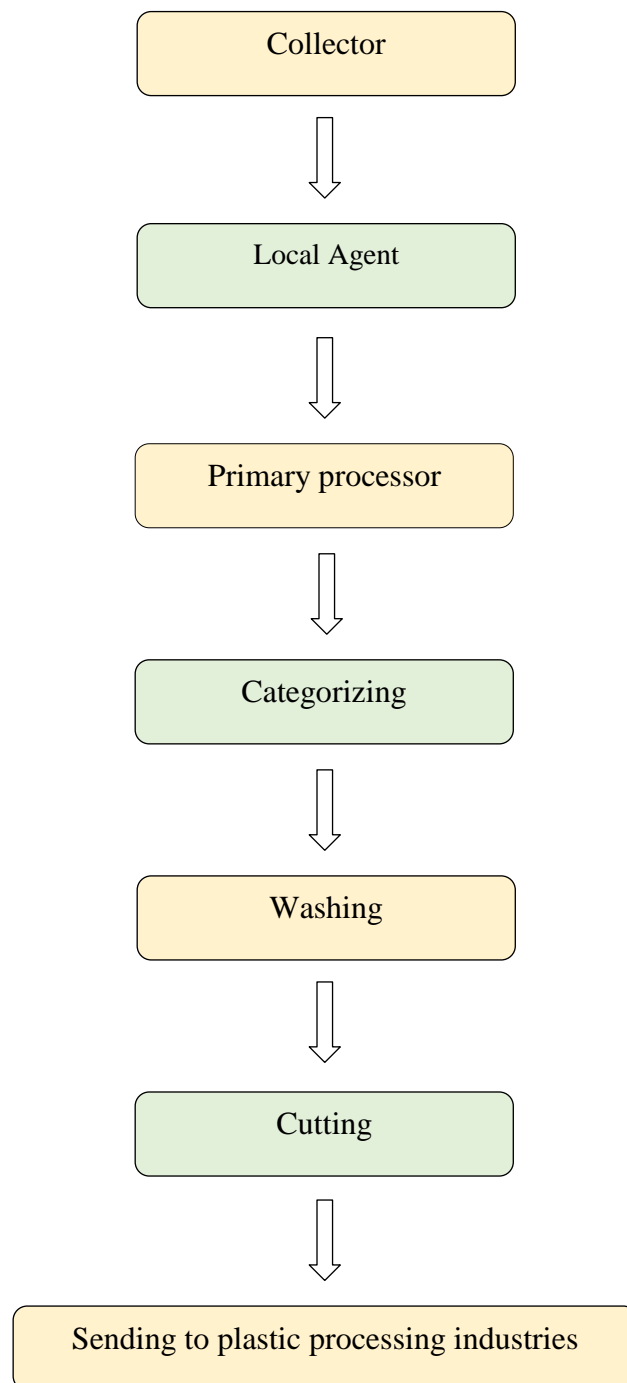 Collector
Local Agent
Primary processor
Categorizing
Washing
Cutting
Sending to plastic processing industries